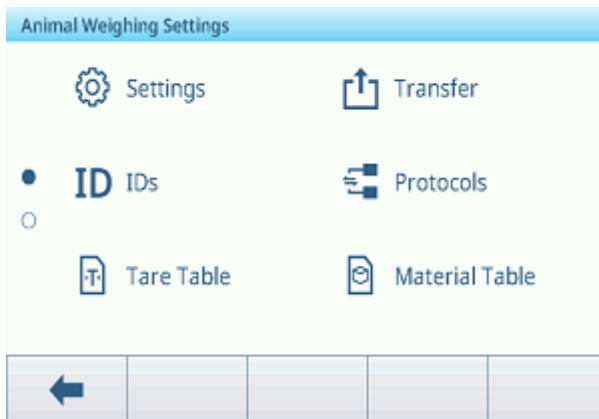 Animal Weighing Settings
Settings
Transfer
ID IDs
Protocols
T Tare Table
Material Table